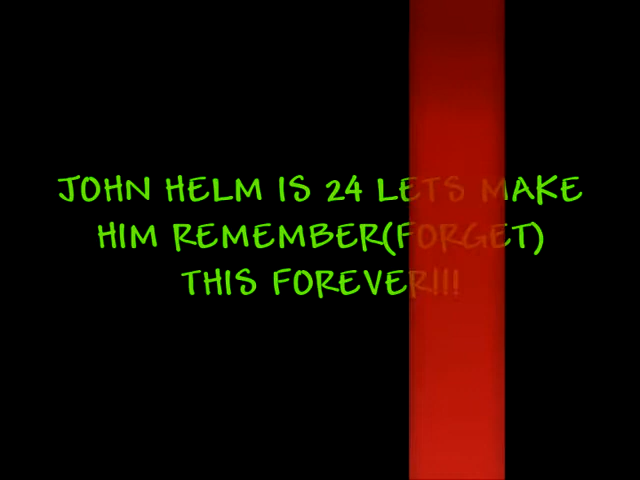 JOHN HELM IS 24 LETS MAKE
HIM REMEMBER(FORGET)
THIS FOREVER!!!